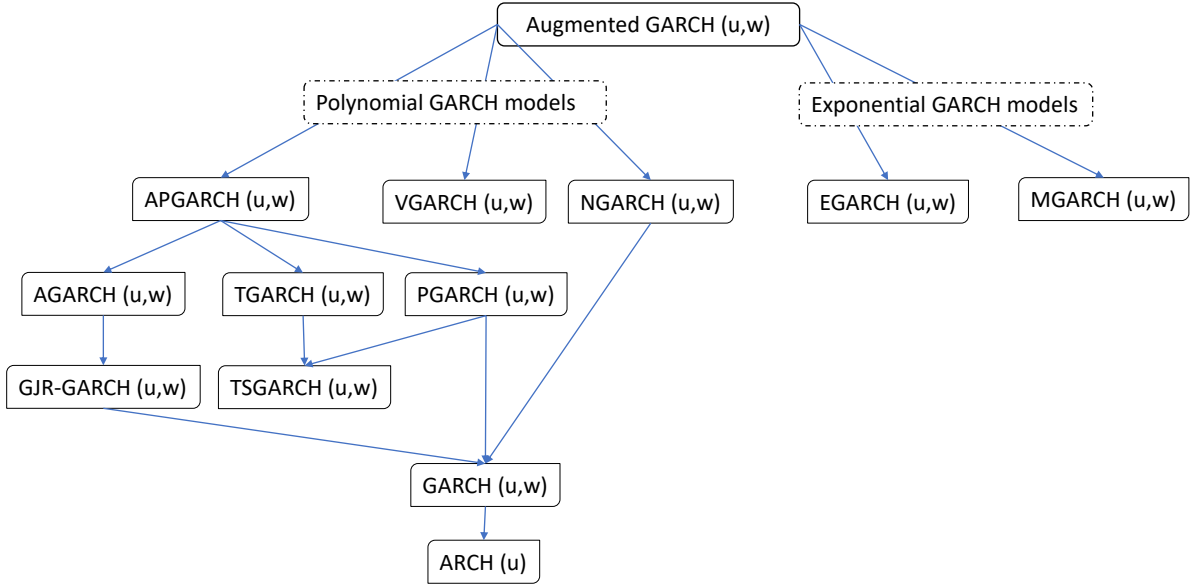 Augmented GARCH (u,w)
Polynomial GARCH models
Exponential GARCH models
APGARCH (u,w)
VGARCH (u,w)
NGARCH (u,w)
EGARCH (u,w)
MGARCH (u,w)
AGARCH (u,w)
TGARCH (u,w)
PGARCH (u,w)
GJR-GARCH (u,w)
TSGARCH (u,w)
GARCH (u,w)
ARCH (u)